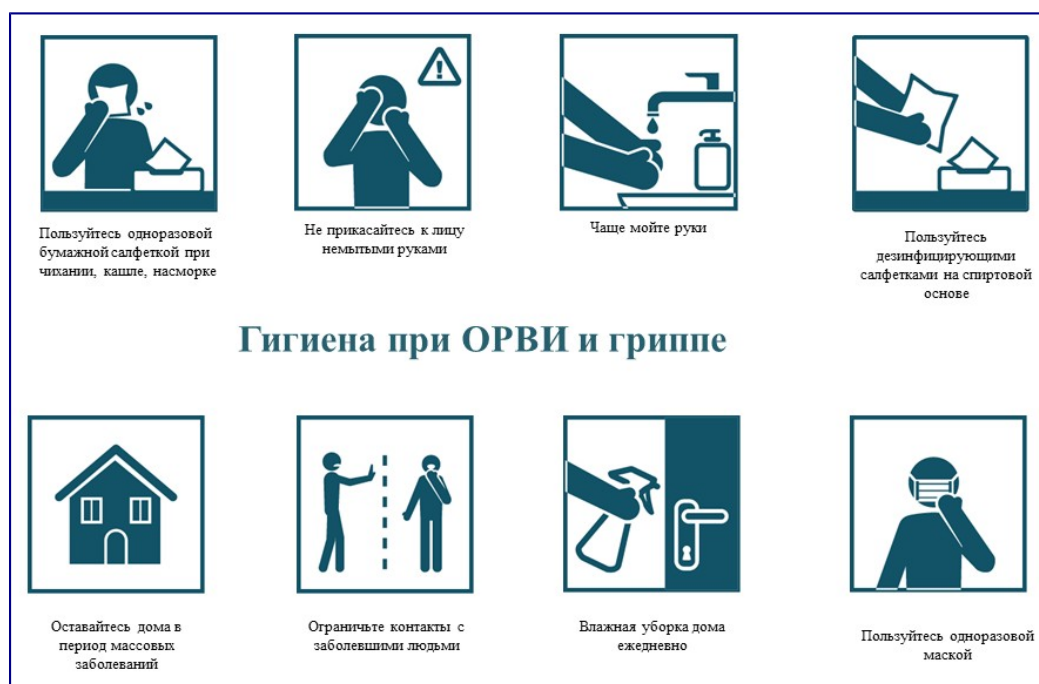 Пользуйтесь одноразовой
бумажной салфеткой при
чихании, кашле, насморке
Не прикасайтесь к лицу
немытыми руками
Чаще мойте руки
Пользуйтесь
дезинфицирующими
салфетками на спиртовой
основе
Гигиена при ОРВИ и гриппе
Оставайтесь дома в
период массовых
заболеваний
Ограничьте контакты с
заболевшими людьми
Влажная уборка дома
ежедневно
Пользуйтесь одноразовой
маской